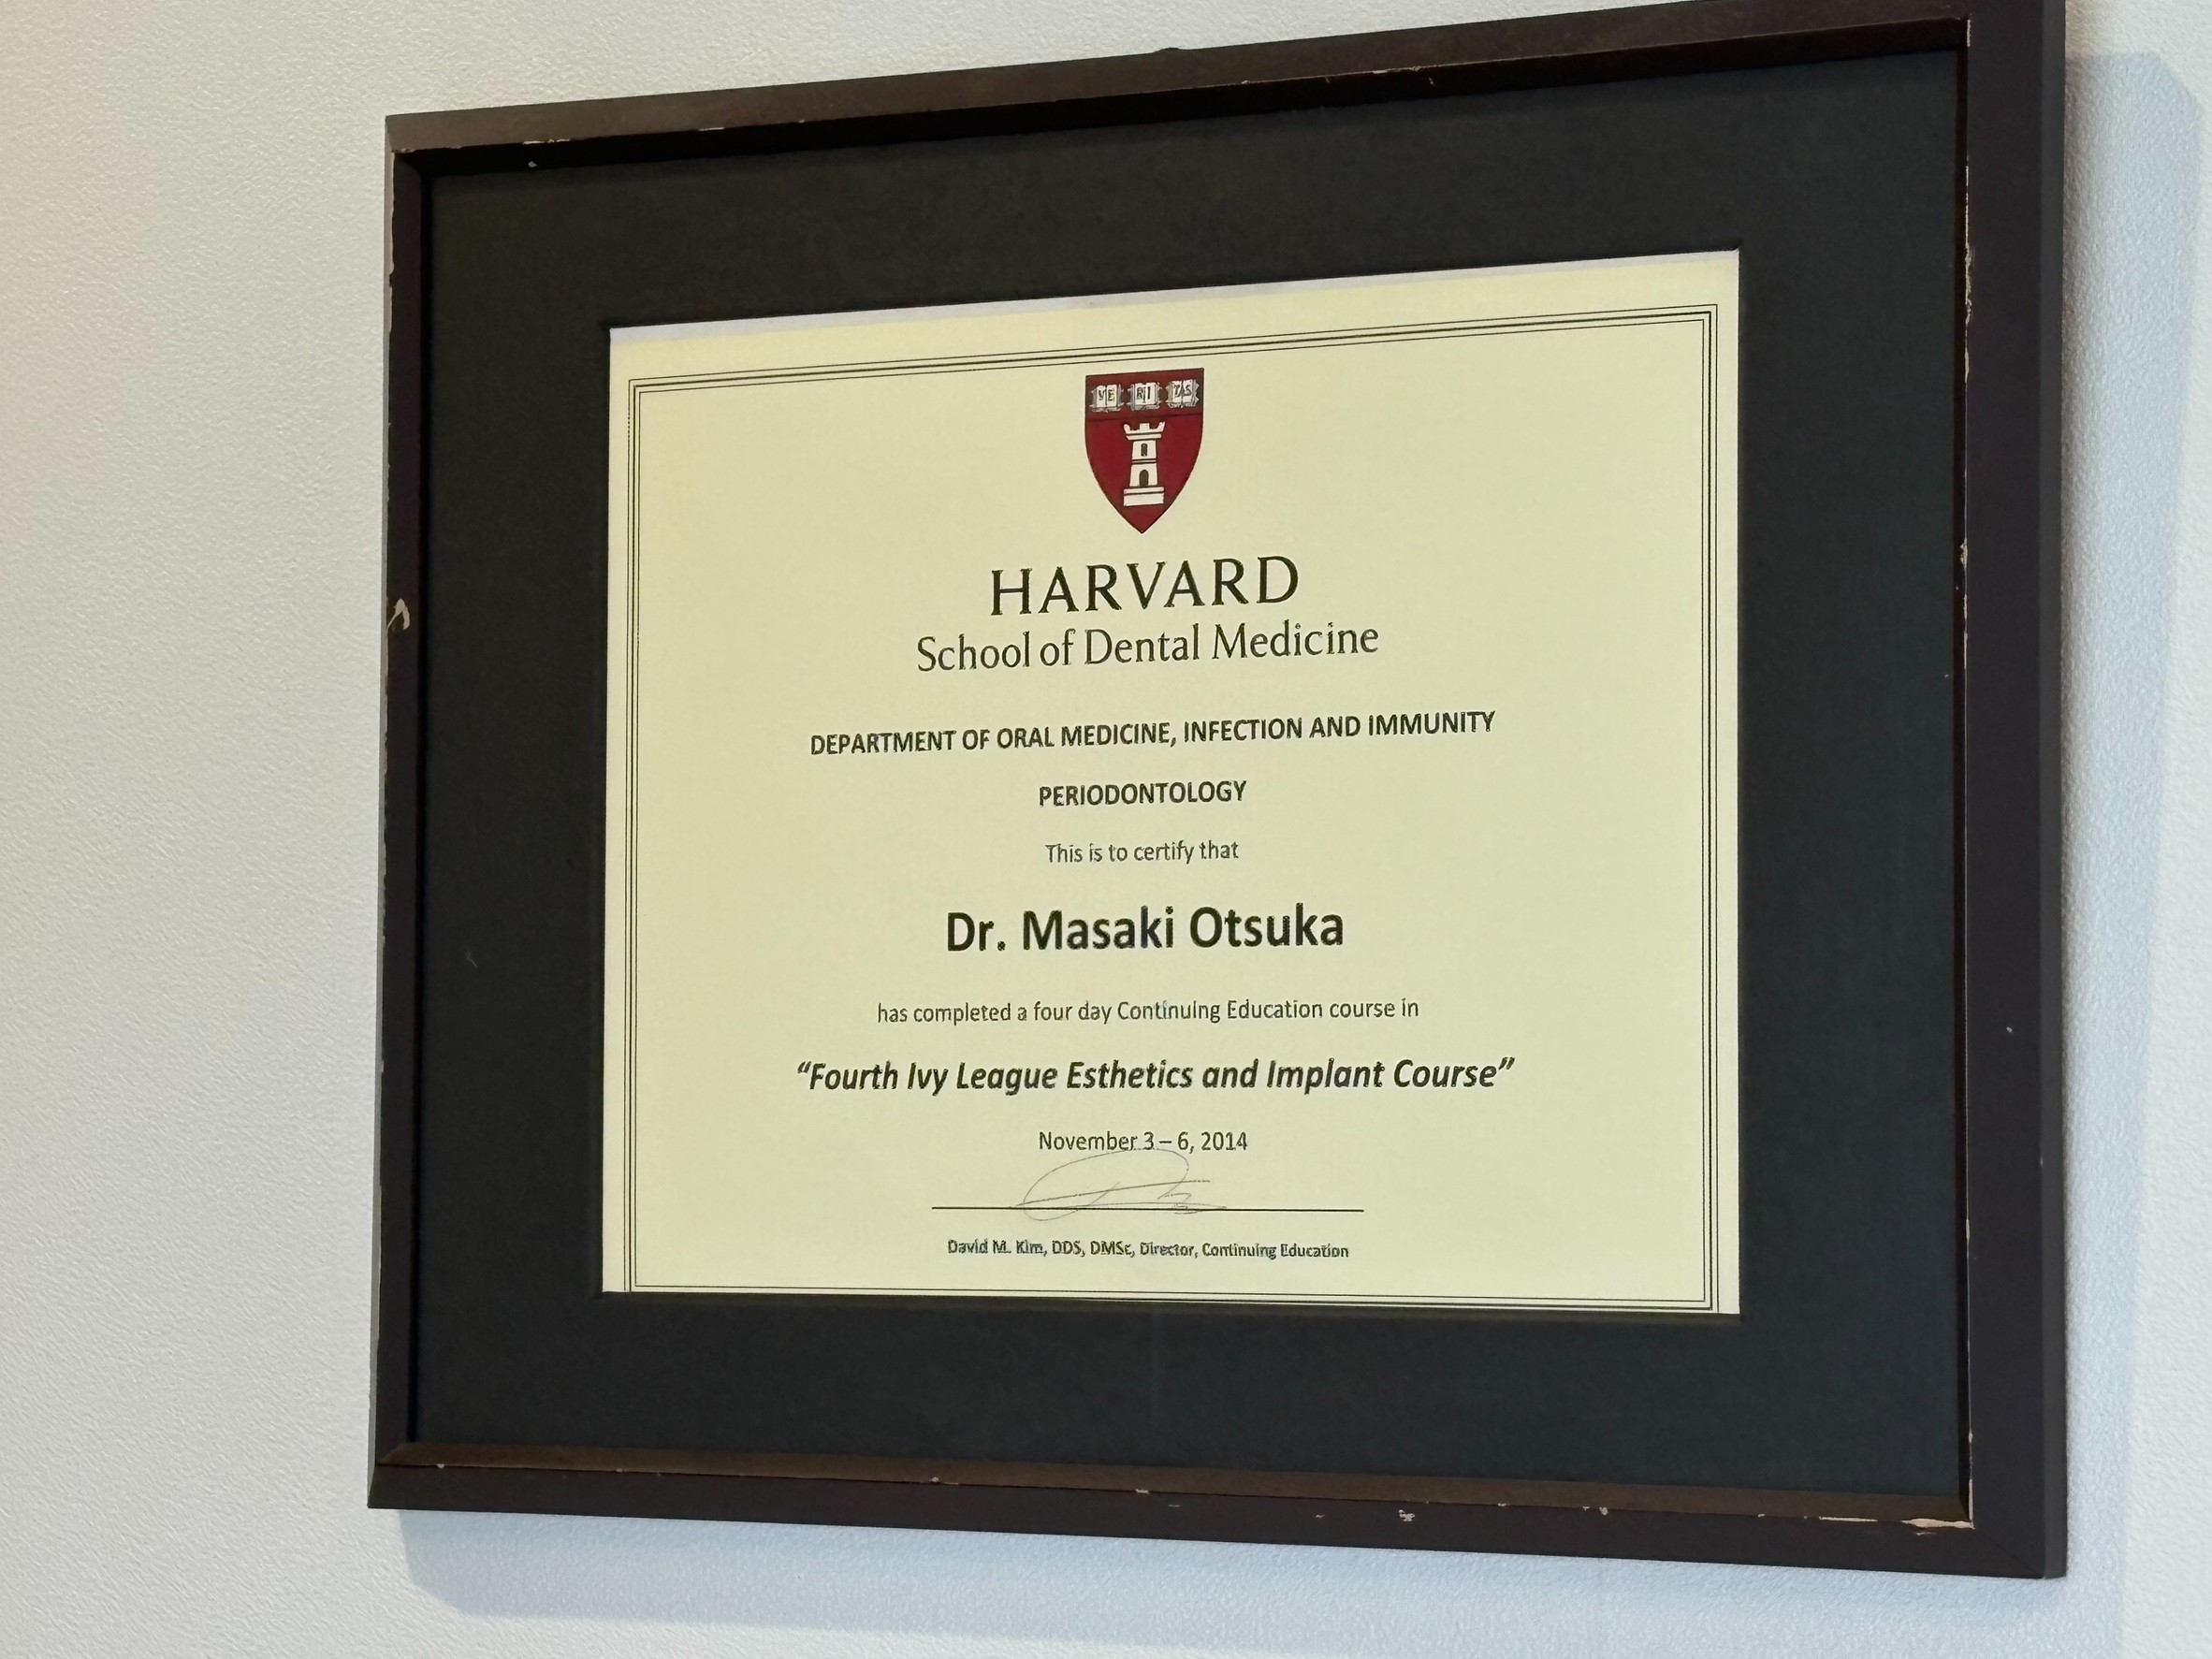 VE RI TAS
HARVARD
School of Dental Medicine
DEPARTMENT OF ORAL MEDICINE, INFECTION AND IMMUNITY
PERIODONTOLOGY
This is to certify that
Dr. Masaki Otsuka
has completed a four day Continuing Education course in
“Fourth Ivy League Esthetics and Implant Course”
November 3 – 6, 2014
David M. Kim, DDS, DMSc, Director, Continuing Education